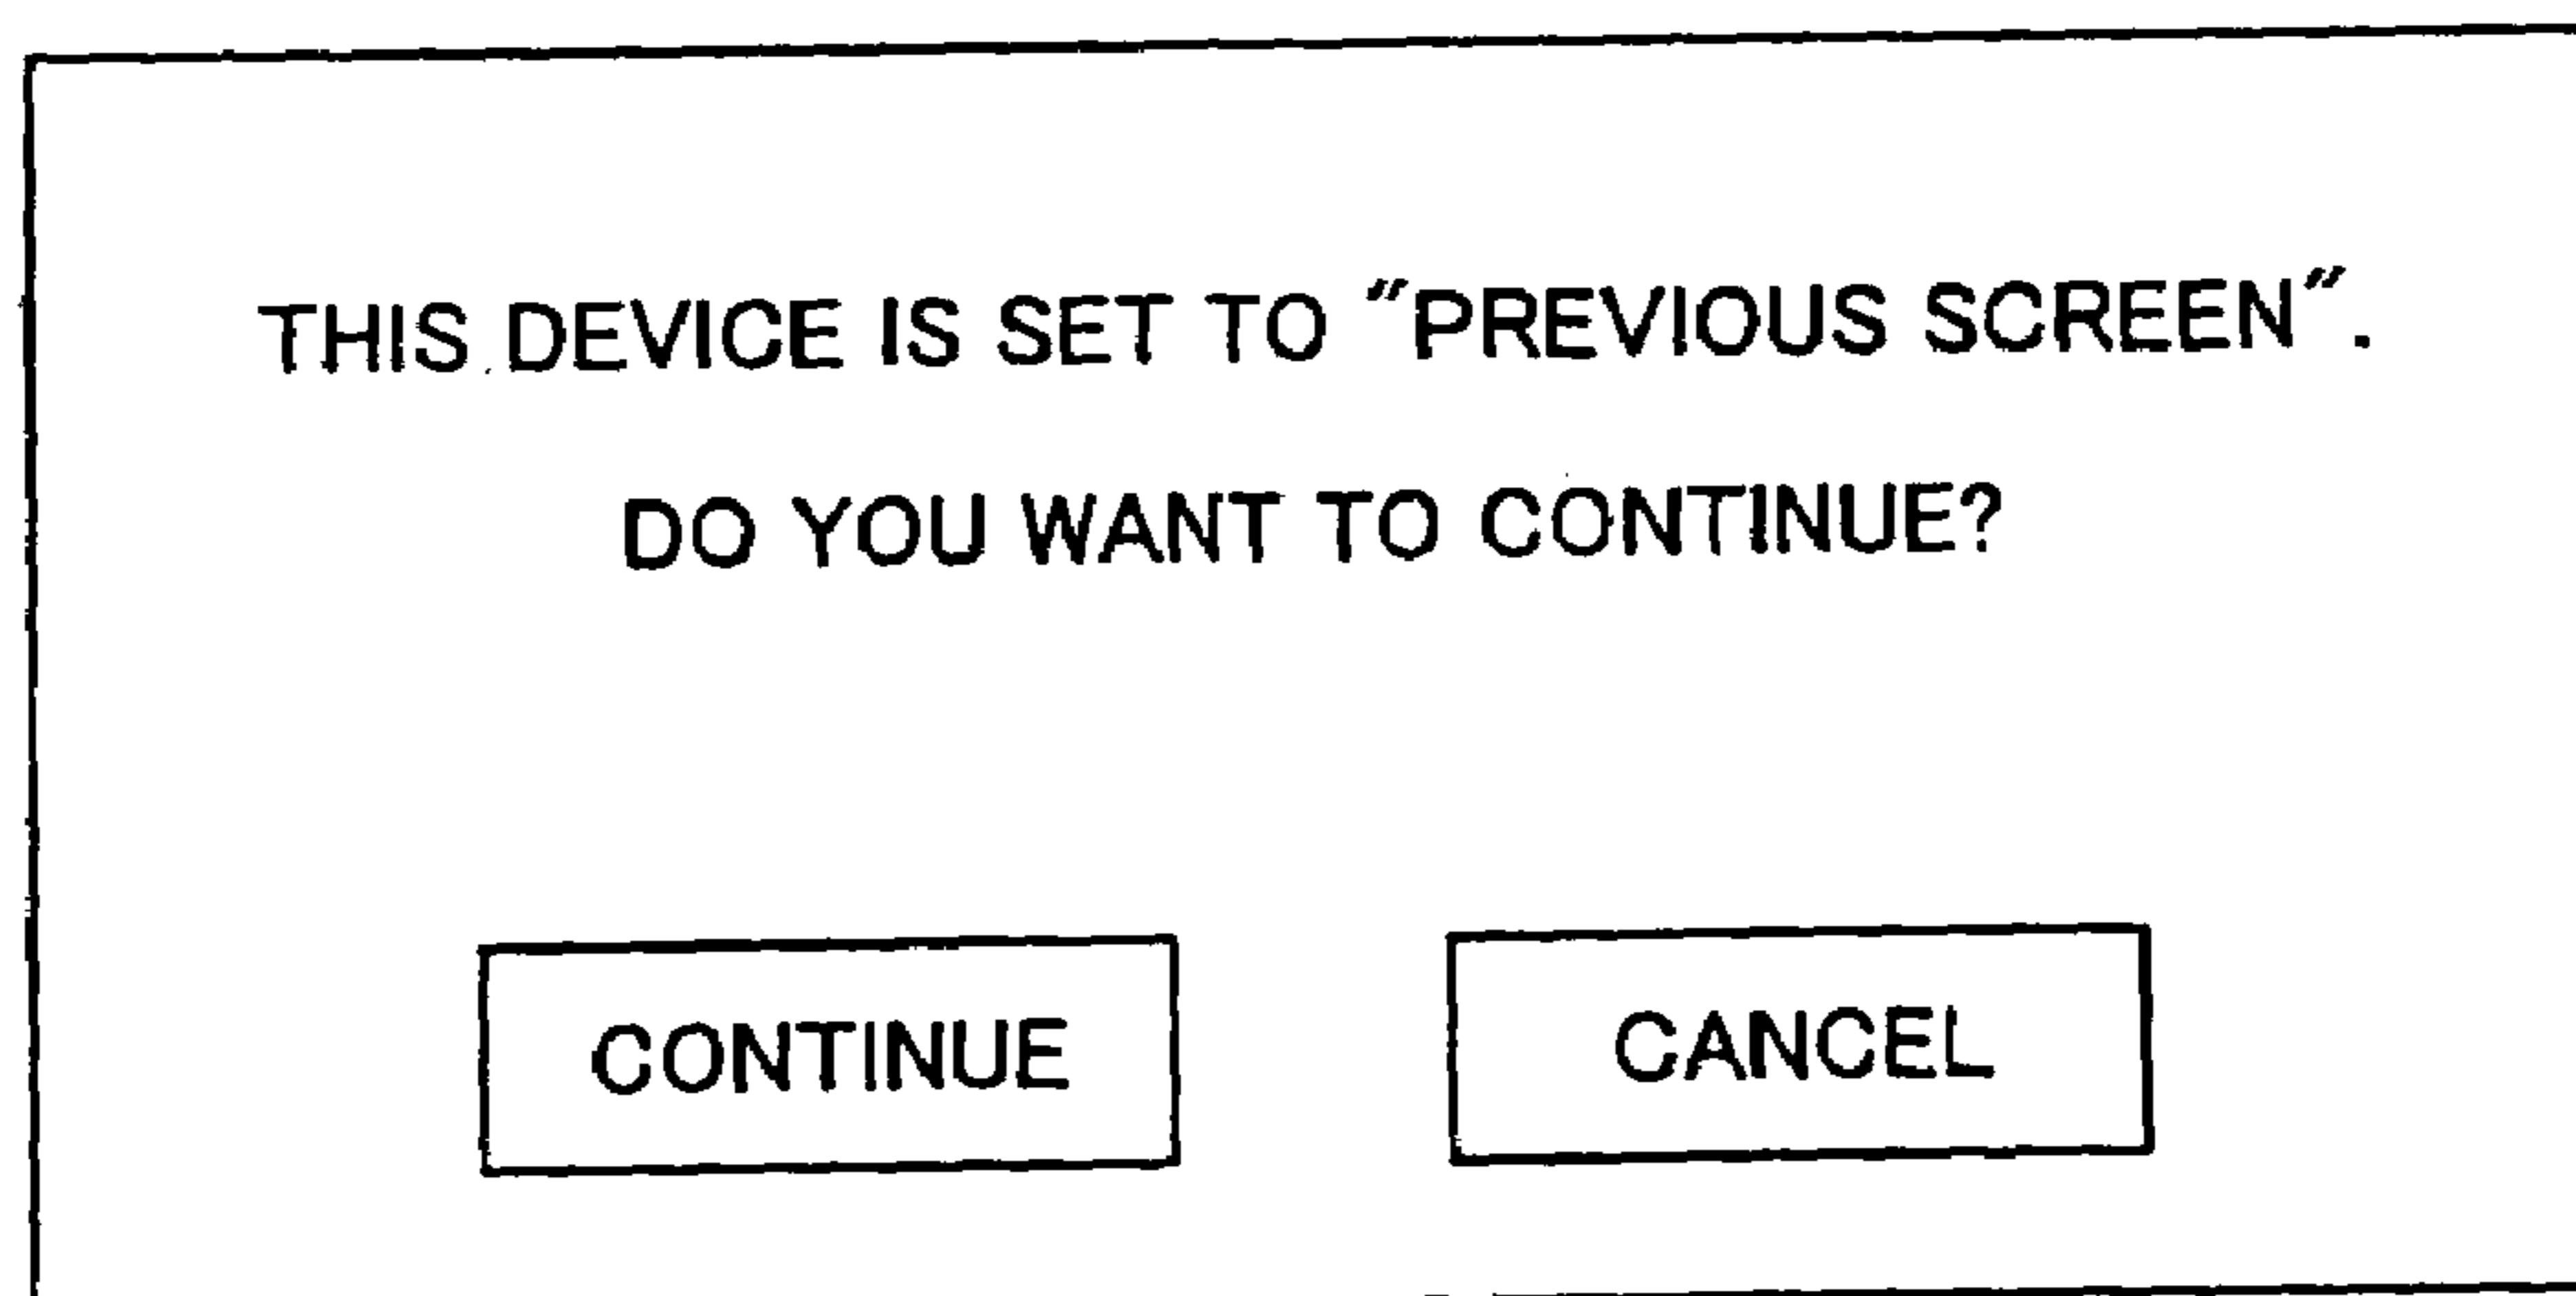 THIS DEVICE IS SET TO "PREVIOUS SCREEN".
DO YOU WANT TO CONTINUE?
CONTINUE
CANCEL